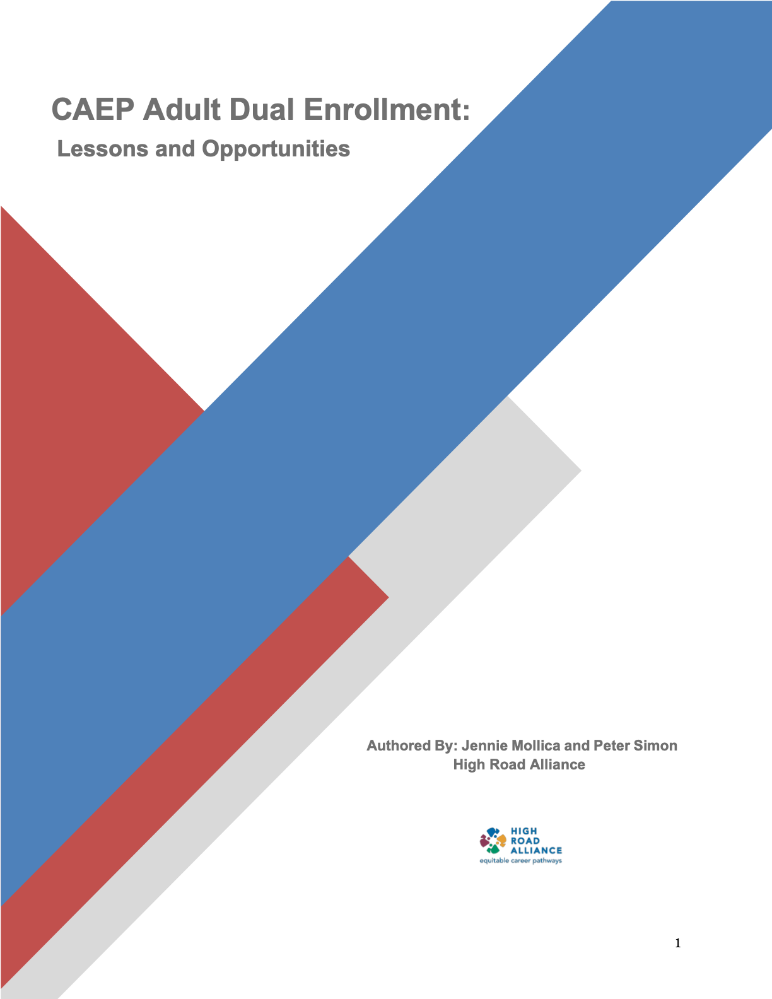 CAEP Adult Dual Enrollment:
Lessons and Opportunities
Authored By: Jennie Mollica and Peter Simon
High Road Alliance
HIGH
ROAD
ALLIANCE
equitable career pathways
1